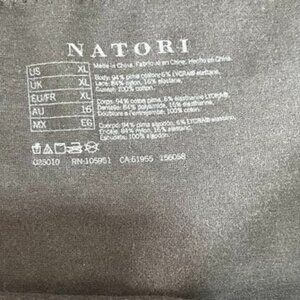 NATORI
Made in China. Fabriqué en Chine. Hecho en China.
US XL
UK XL
EU/FR XL
AU 16
MX EG
Body: 94% pima cotton; 6% LYCRA® elastane,
Lace: 84% nylon, 16% elastane,
Gusset: 100% cotton.
Corps: 94% coton pima, 6% élasthanne LYCRA®,
Dentelle: 84% polyamide, 16% élasthanne,
Doublure à l'entrejambe: 100% coton.
Cuerpo: 94% pima algodón, 6% LYCRA® elastano,
Encaje: 84% nylon, 16% elastano,
Escudete: 100% algodón.
RN-105951 CA-61955 156058